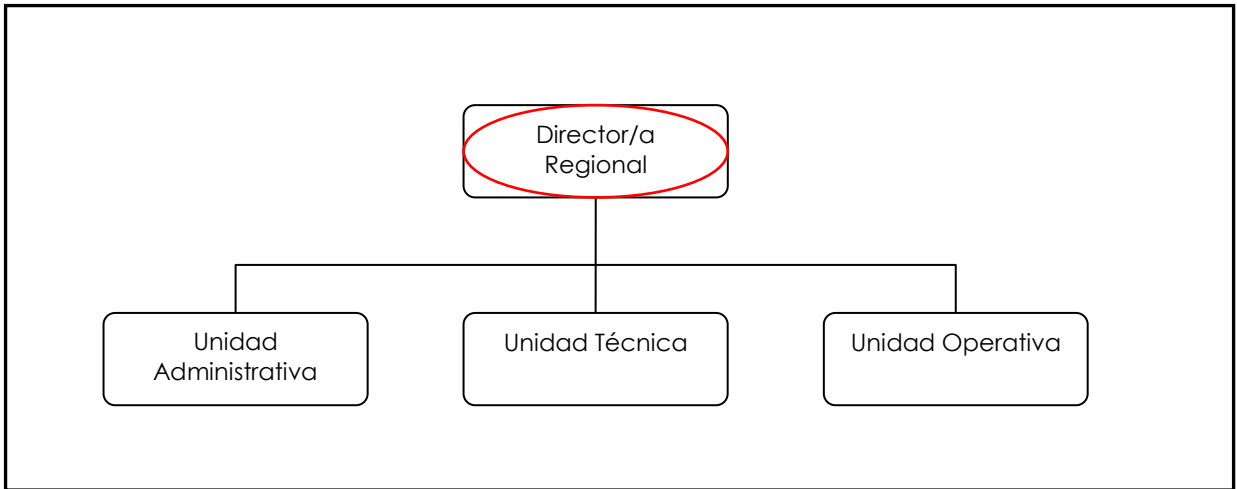 Director/a
Regional
Unidad
Administrativa
Unidad Técnica
Unidad Operativa